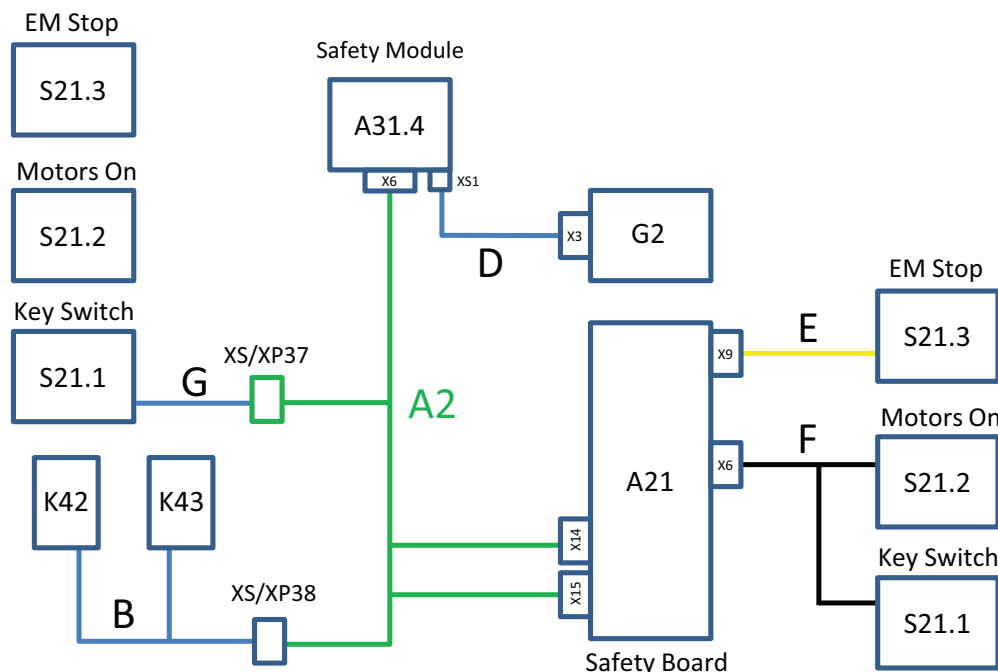 EM Stop
S21.3
Motors On
S21.2
Key Switch
S21.1
G
XS/XP37
K42
K43
B
XS/XP38
Safety Module
A31.4
X6
XS1
D
X3
G2
A2
A21
X9
X6
X14
X15
Safety Board
E
EM Stop
S21.3
F
Motors On
S21.2
Key Switch
S21.1